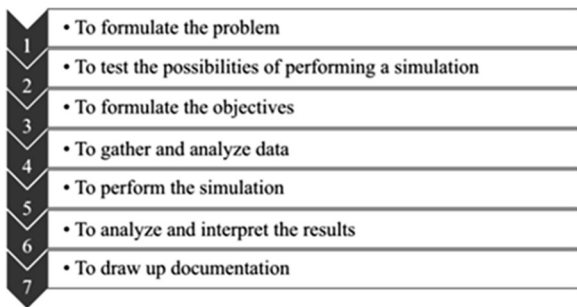 1
• To formulate the problem
2
• To test the possibilities of performing a simulation
3
• To formulate the objectives
4
• To gather and analyze data
5
• To perform the simulation
6
• To analyze and interpret the results
7
• To draw up documentation